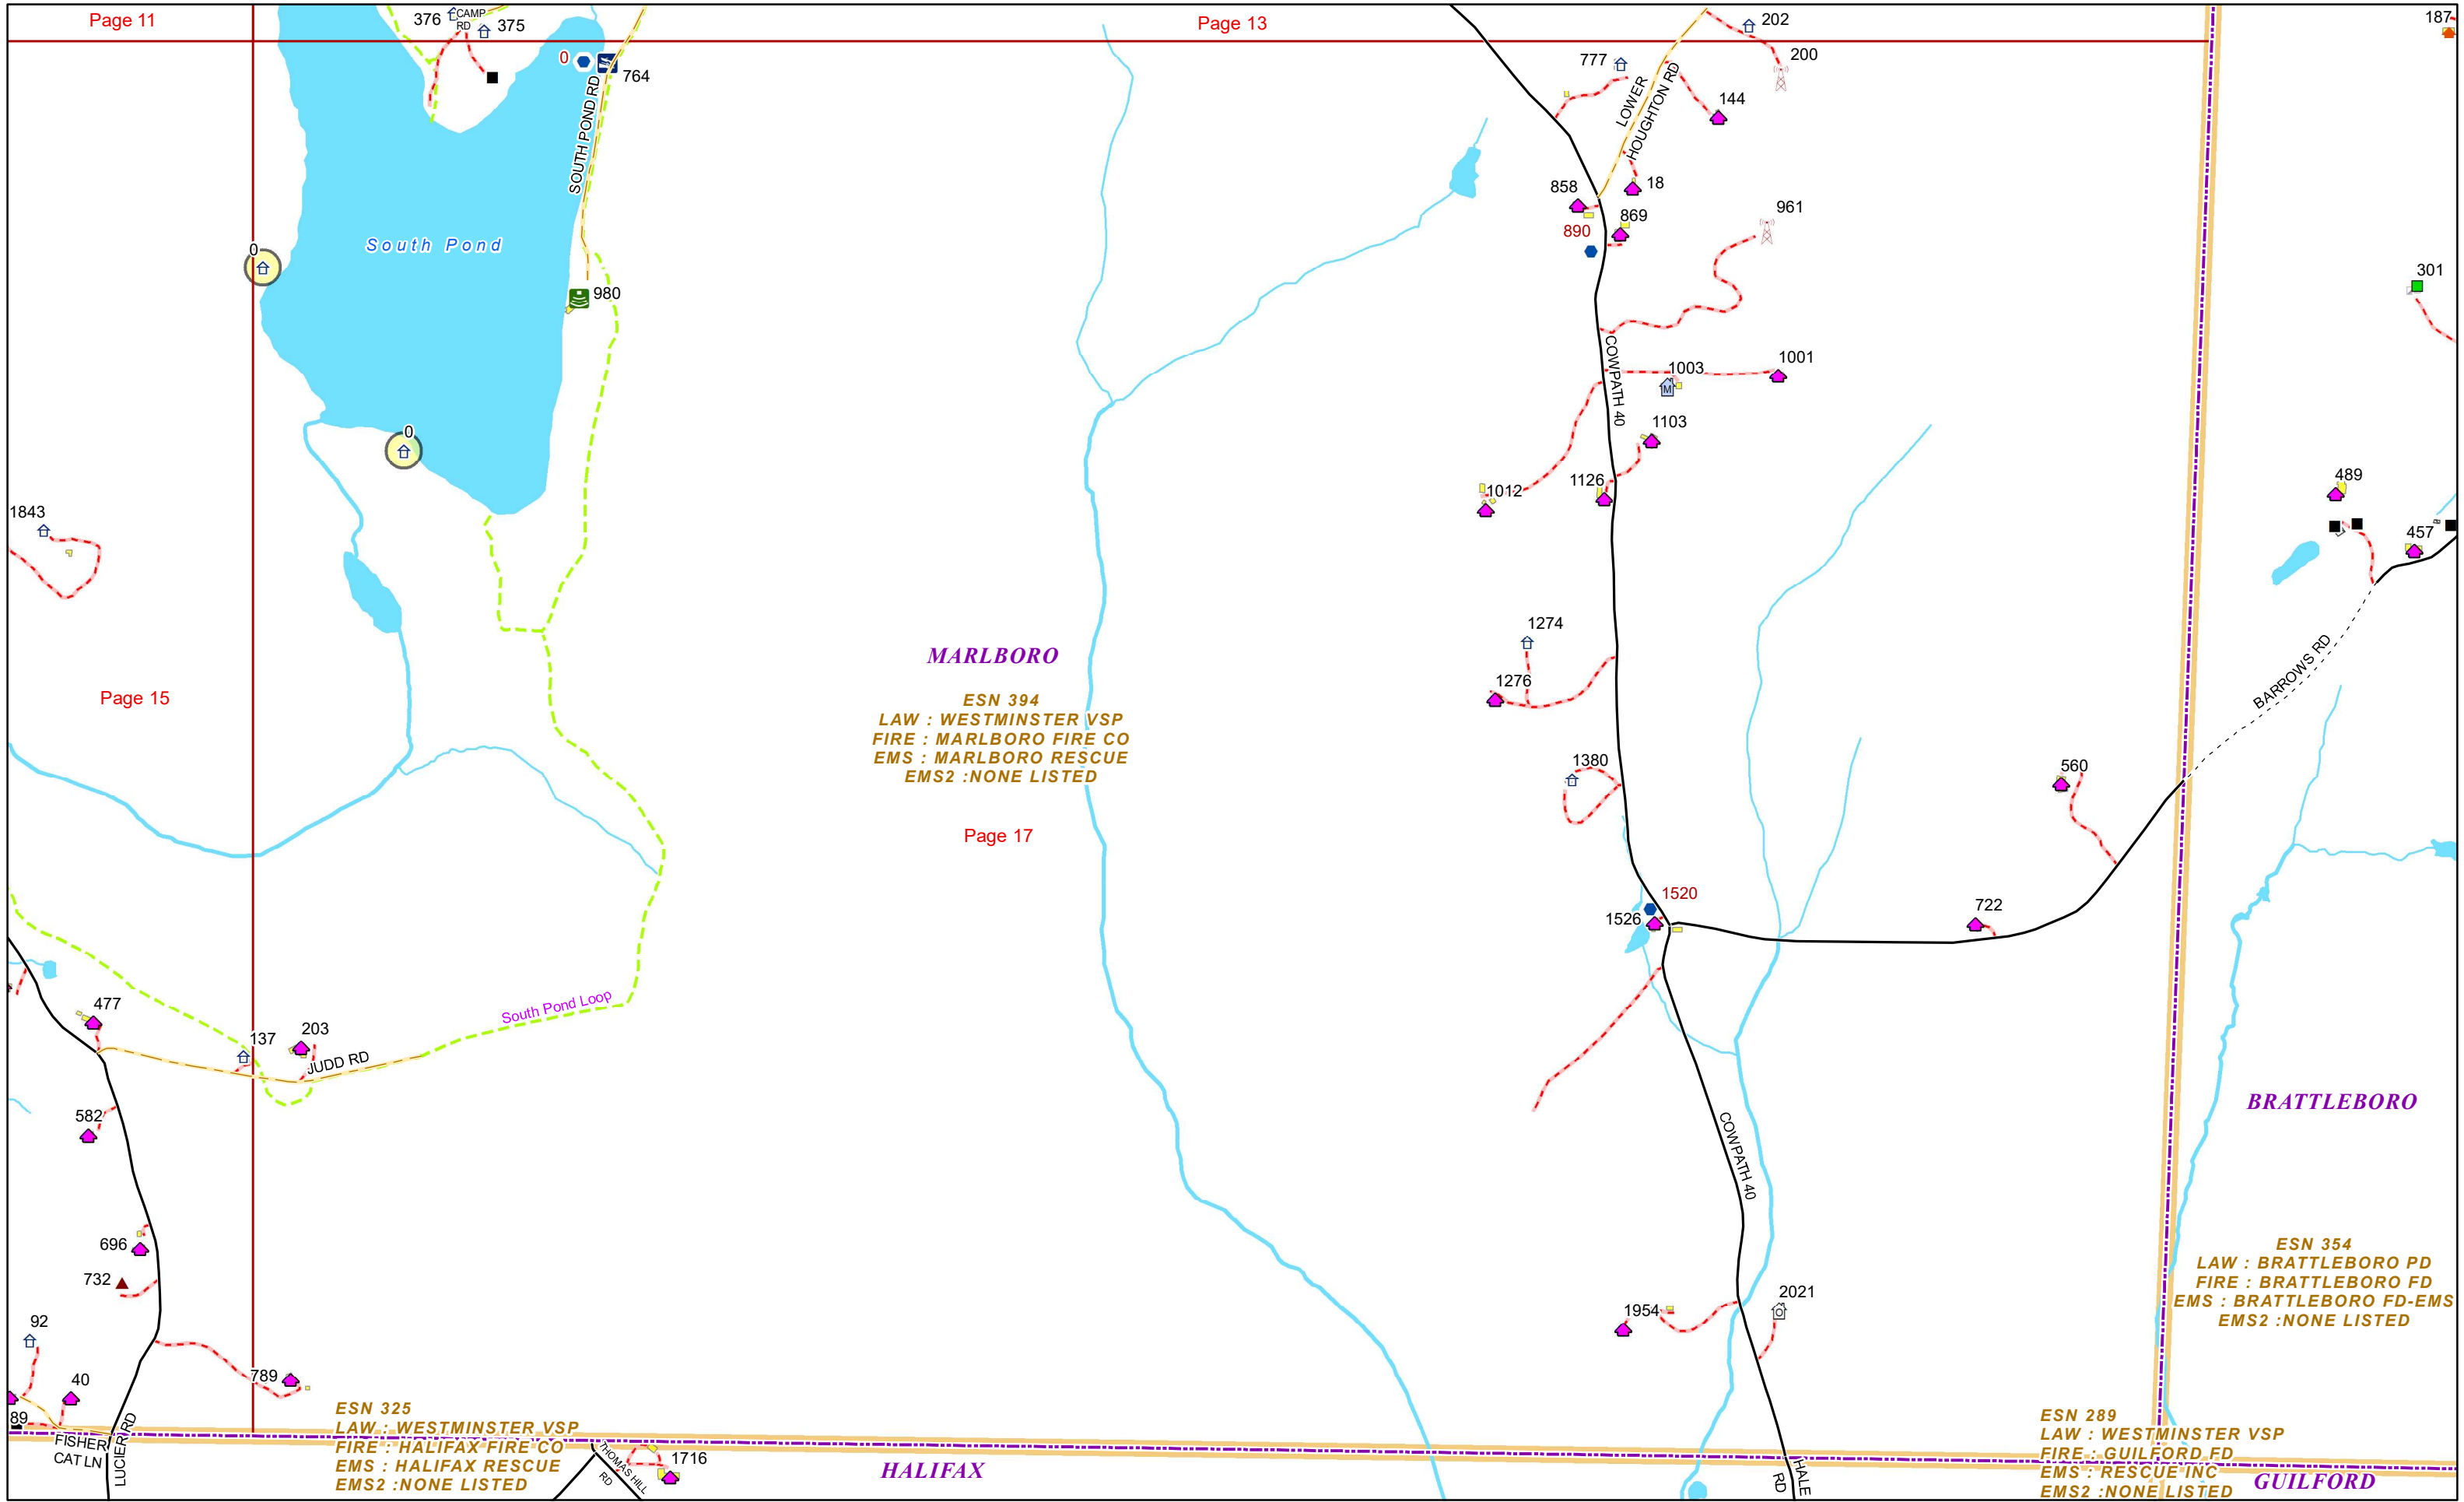 Page 11
376
CAMP
RD
375
Page 13
202
187
0
764
777
200
LOWER
HOUGHTON RD
144
SOUTH POND RD
858
18
869
961
890
South Pond
0
980
301
COWPATH 40
1003
1001
0
1103
1843
1012
1126
489
457
1274
MARLBORO
1276
BARROWS RD
Page 15
ESN 394
LAW : WESTMINSTER VSP
FIRE : MARLBORO FIRE CO
EMS : MARLBORO RESCUE
EMS2 :NONE LISTED
1380
560
Page 17
1520
1526
722
477
South Pond Loop
137
203
JUDD RD
582
COWPATH 40
BRATTLEBORO
696
732
ESN 354
LAW : BRATTLEBORO PD
FIRE : BRATTLEBORO FD
EMS : BRATTLEBORO FD-EMS
EMS2 :NONE LISTED
92
1954
2021
40
789
89
FISHER
CAT LN
LUCIER RD
ESN 325
LAW : WESTMINSTER VSP
FIRE : HALIFAX FIRE CO
EMS : HALIFAX RESCUE
EMS2 :NONE LISTED
THOMAS HILL
RD
1716
HALIFAX
HALE
RD
ESN 289
LAW : WESTMINSTER VSP
FIRE : GUILFORD FD
EMS : RESCUE INC
EMS2 :NONE LISTED
GUILFORD
M